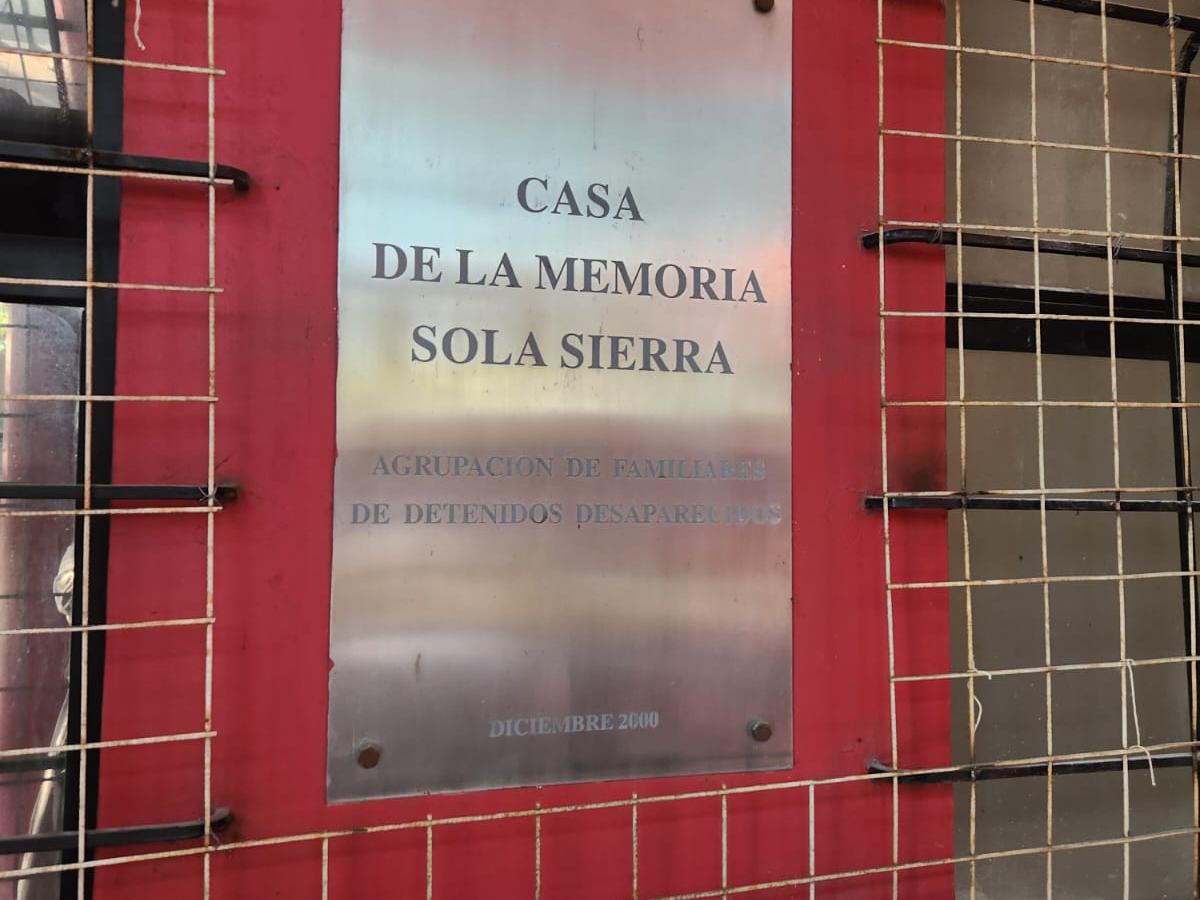 CASA
DE LA MEMORIA
SOLA SIERRA
AGRUPACION DE FAMILIARES
DE DETENIDOS DESAPARECIDOS
DICIEMBRE 2000